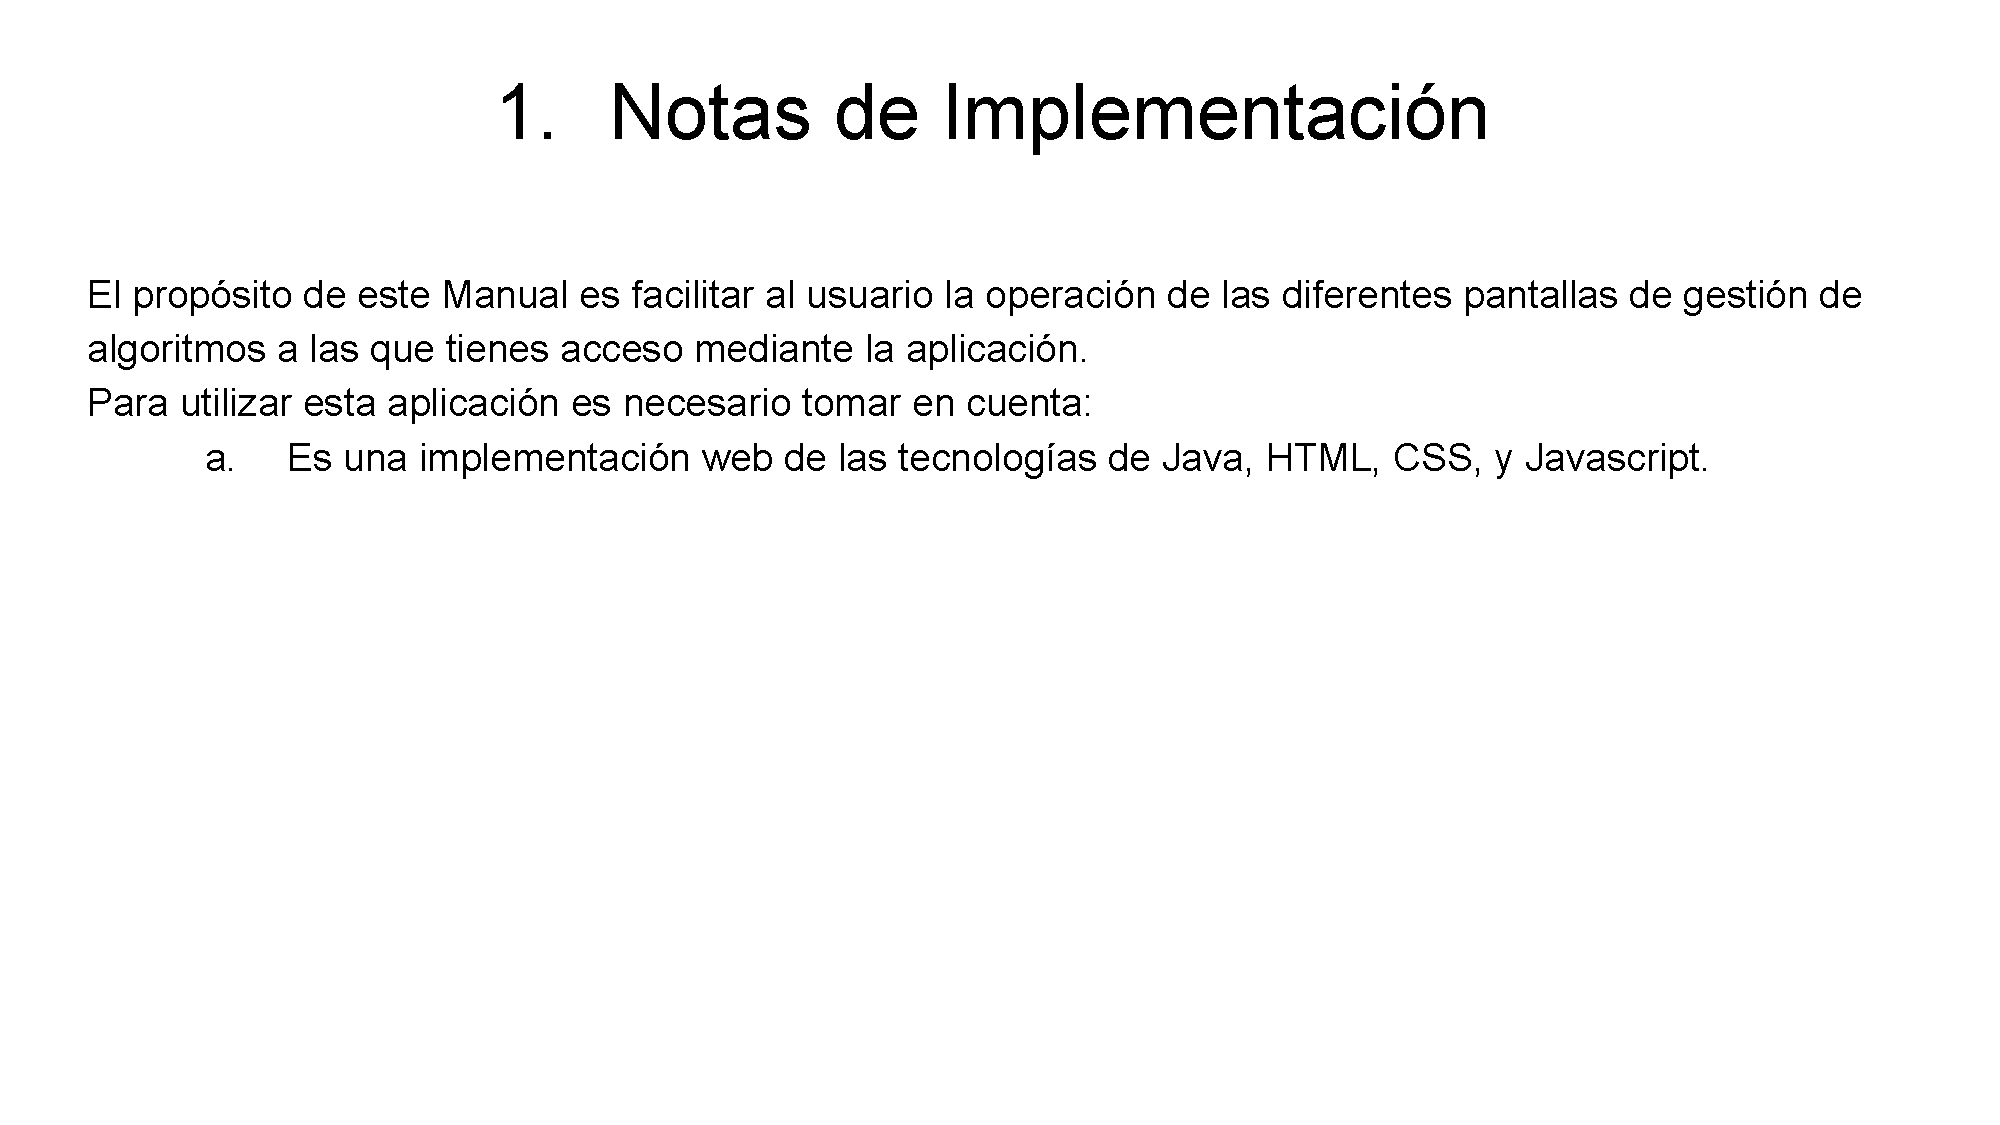 1. Notas de Implementación
El propósito de este Manual es facilitar al usuario la operación de las diferentes pantallas de gestión de
algoritmos a las que tienes acceso mediante la aplicación.
Para utilizar esta aplicación es necesario tomar en cuenta:
a. Es una implementación web de las tecnologías de Java, HTML, CSS, y Javascript.